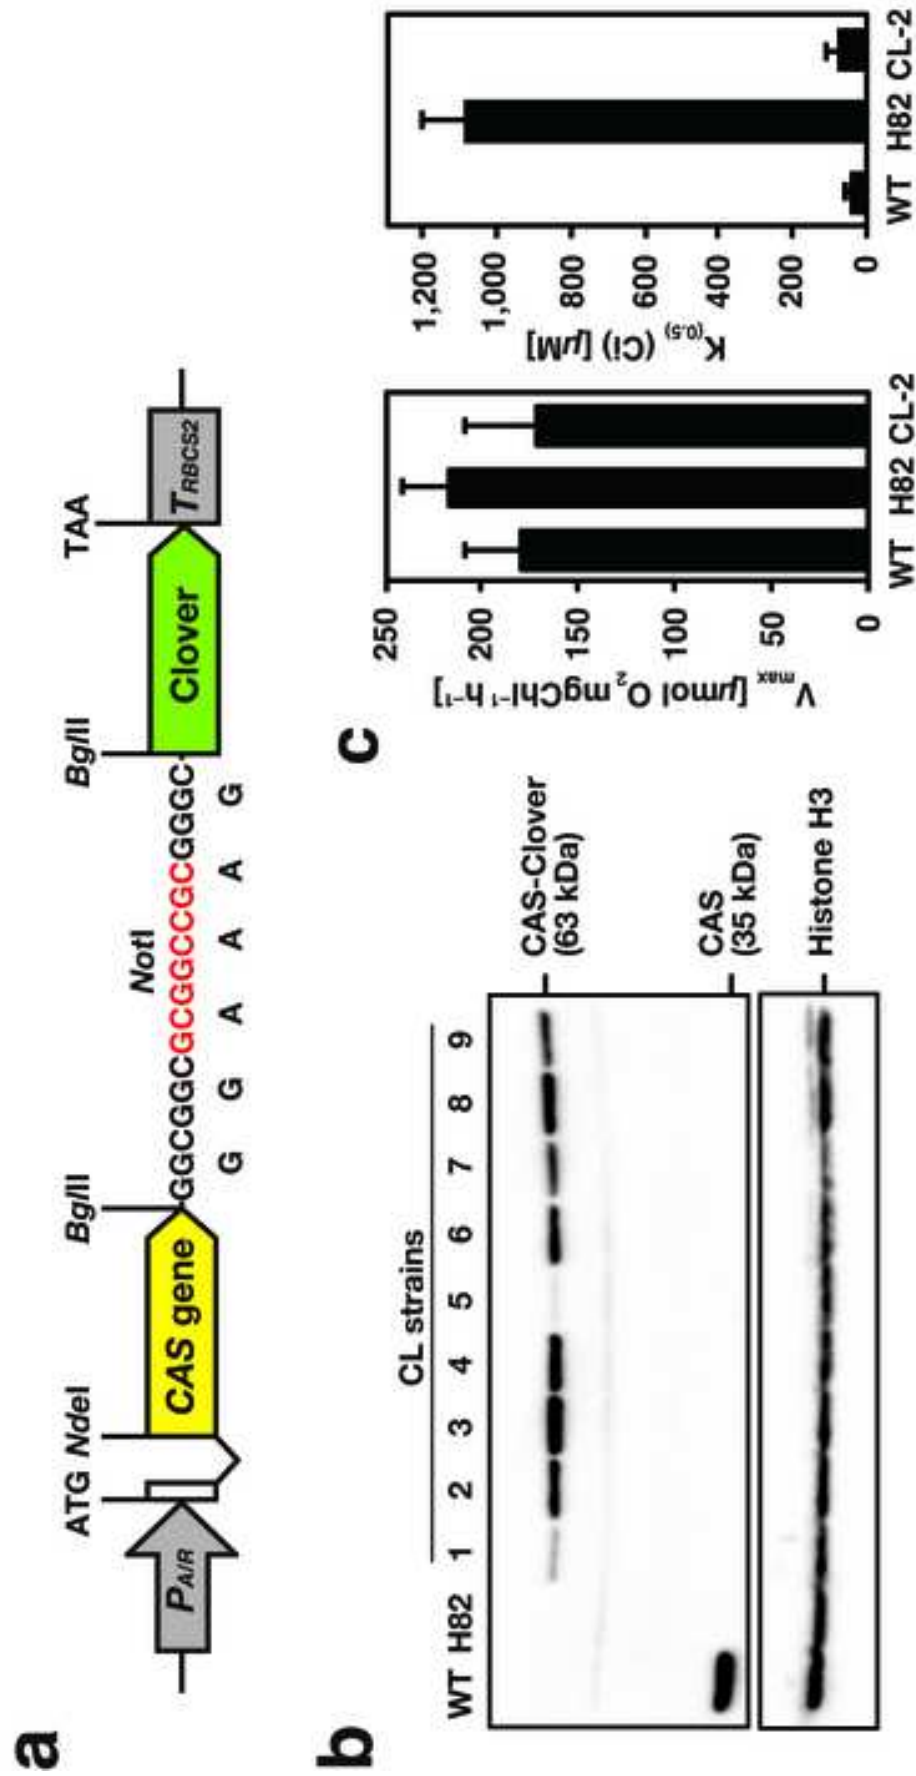 a
ATG NdeI BglII NotI BglII TAA
P A/R CAS gene GGCGGCGCGGCCGCGGGC Clover T RBCS2
G G A A A G
b
CL strains
WT H82 1 2 3 4 5 6 7 8 9
CAS-Clover
(63 kDa)
CAS
(35 kDa)
Histone H3
c
Vmax [µmol O2 mgChl⁻¹ h⁻¹]
250
200
150
100
50
0
WT H82 CL-2
K(0.5) (Ci) [µM]
1,200
1,000
800
600
400
200
0
WT H82 CL-2